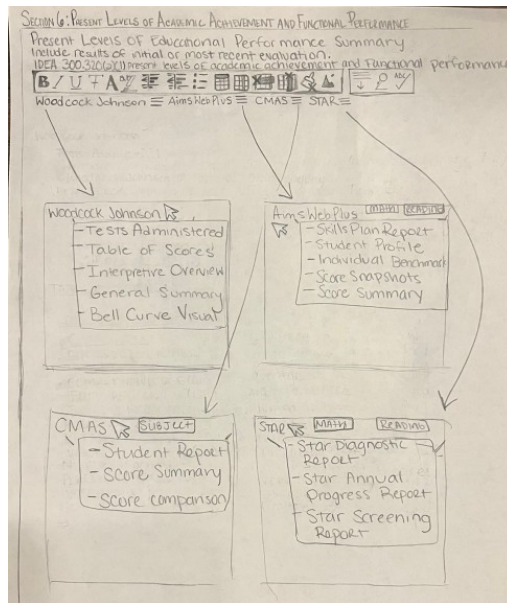 SECTION 6: PRESENT LEVELS OF ACADEMIC ACHIEVEMENT AND FUNCTIONAL PERFORMANCE
Present Levels of Educational Performance Summary
Include results of initial or most recent evaluation.
IDEA 300.320(a)(1) present levels of academic achievement and functional performance
B I U T A
ABC
Woodcock Johnson AimsWebPlus CMAS STAR
Woodcock Johnson
- Tests Administered
- Table of Scores
- Interpretive Overview
- General Summary
- Bell Curve Visual
AimsWebPlus MATH READING
- Skills Plan Report
- Student Profile
- Individual Benchmark
- Score Snapshots
- Score Summary
CMAS SUBJECT
- Student Report
- Score Summary
- Score comparison
STAR MATH READING
- Star Diagnostic
Report
- Star Annual
Progress Report
- Star Screening
Report